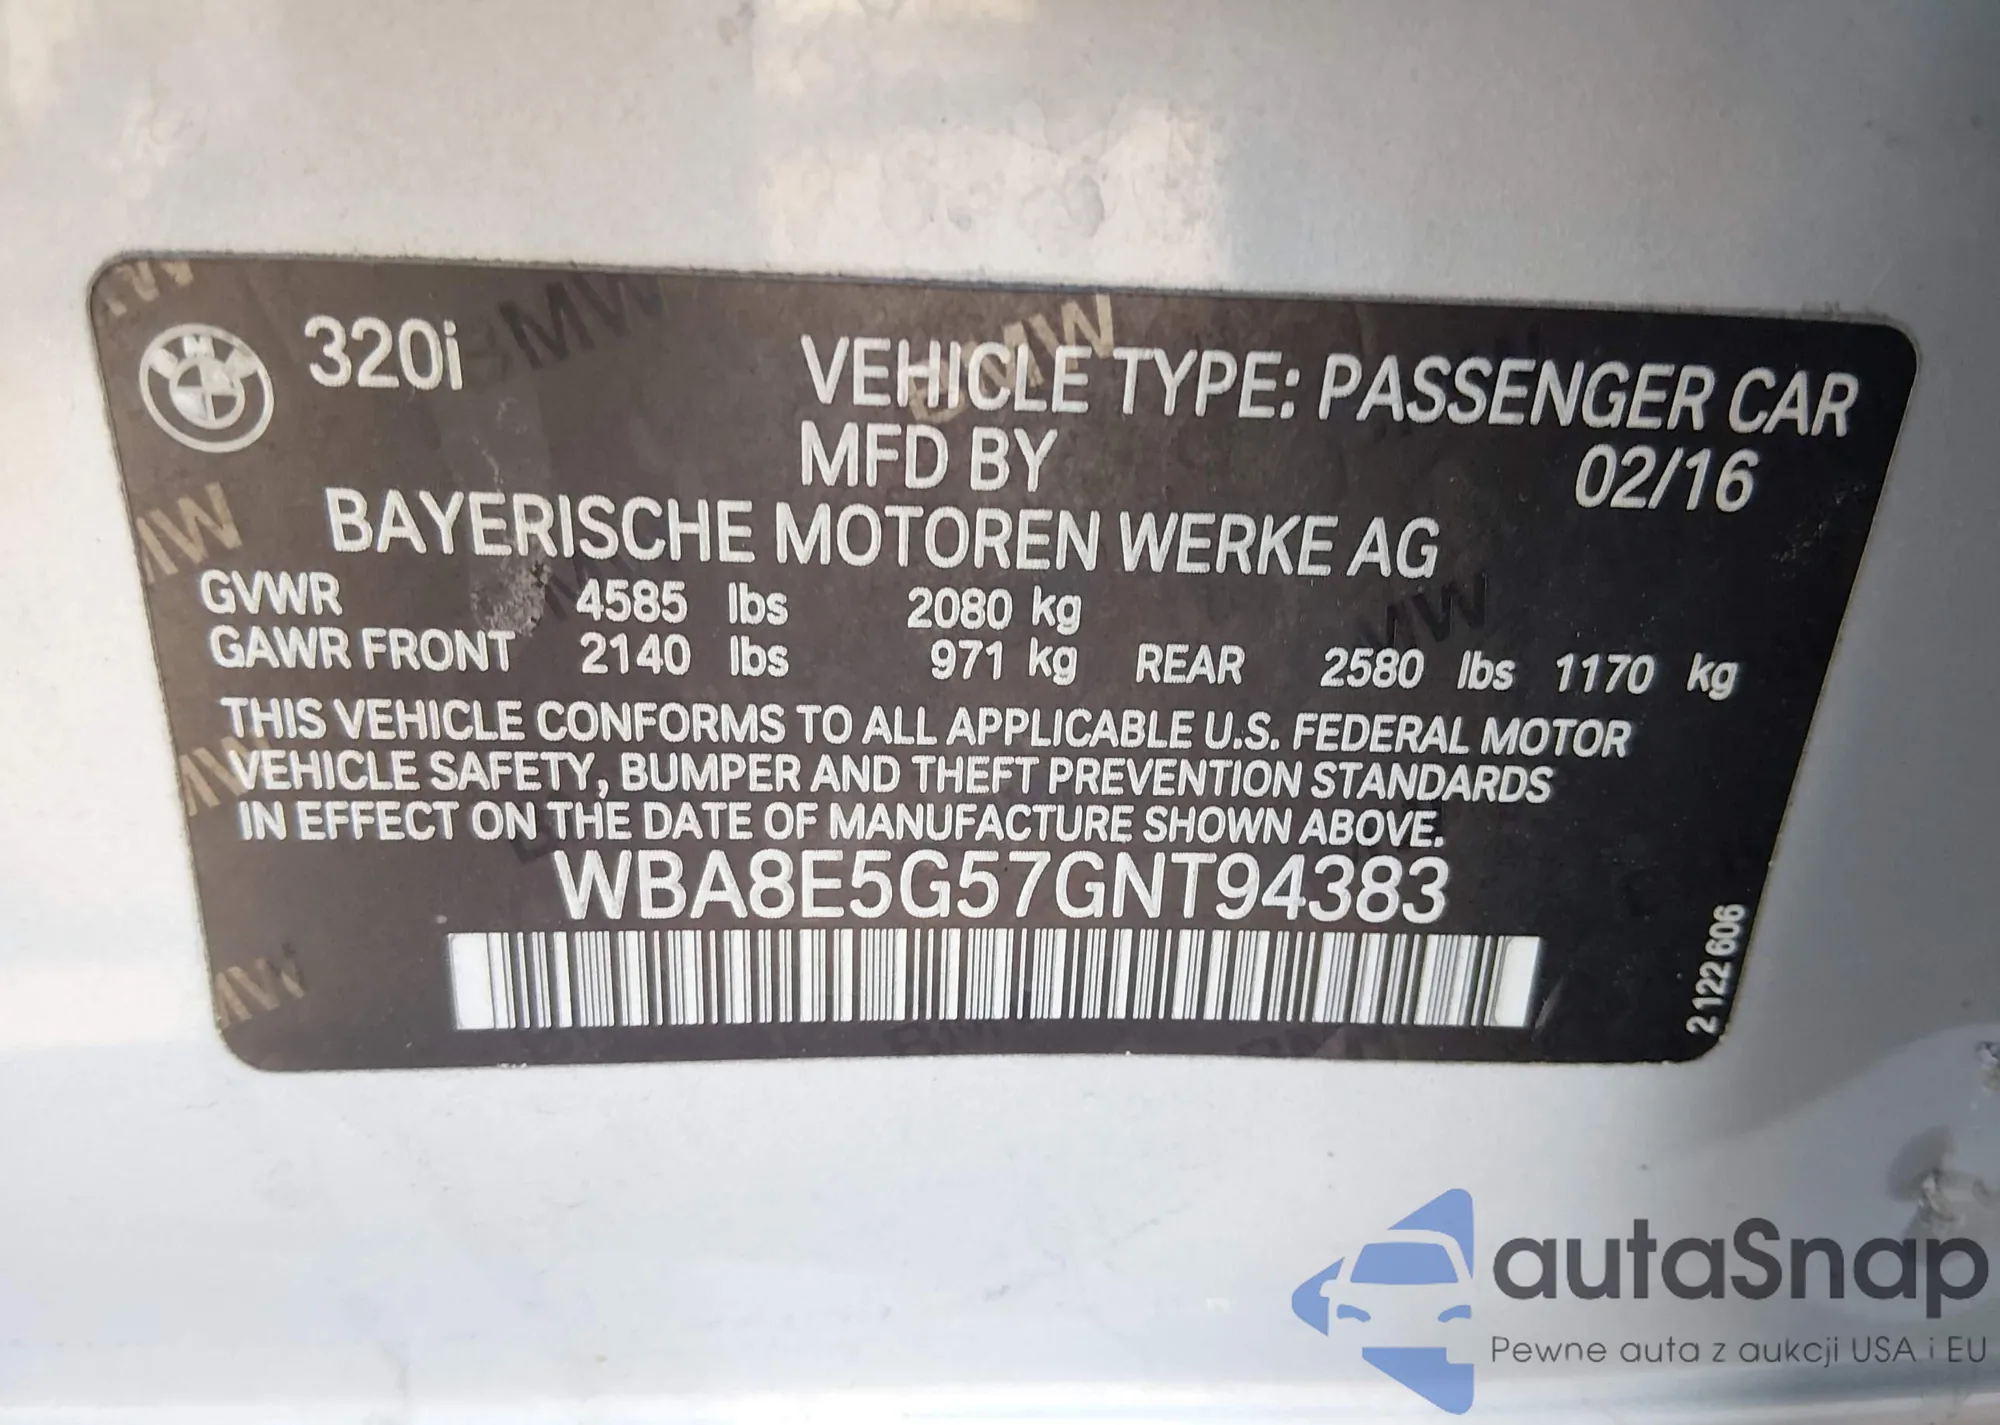 320i
VEHICLE TYPE: PASSENGER CAR
MFD BY 02/16
BAYERISCHE MOTOREN WERKE AG
GVWR 4585 lbs 2080 kg
GAWR FRONT 2140 lbs 971 kg REAR 2580 lbs 1170 kg
THIS VEHICLE CONFORMS TO ALL APPLICABLE U.S. FEDERAL MOTOR
VEHICLE SAFETY, BUMPER AND THEFT PREVENTION STANDARDS
IN EFFECT ON THE DATE OF MANUFACTURE SHOWN ABOVE.
WBA8E5G57GNT94383
2 122 606
autaSnap
Pewne auta z aukcji USA i EU